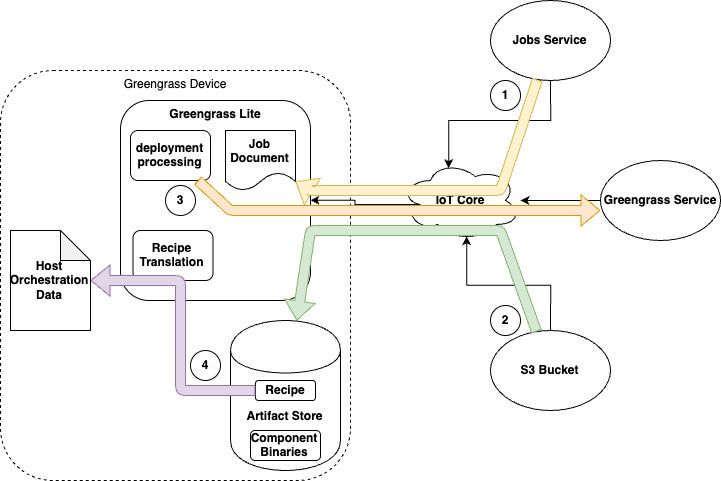 Jobs Service
1
Greengrass Device
Greengrass Lite
deployment
processing
Job
Document
3
IoT Core
Greengrass Service
Recipe
Translation
Host
Orchestration
Data
2
4
S3 Bucket
Recipe
Artifact Store
Component
Binaries